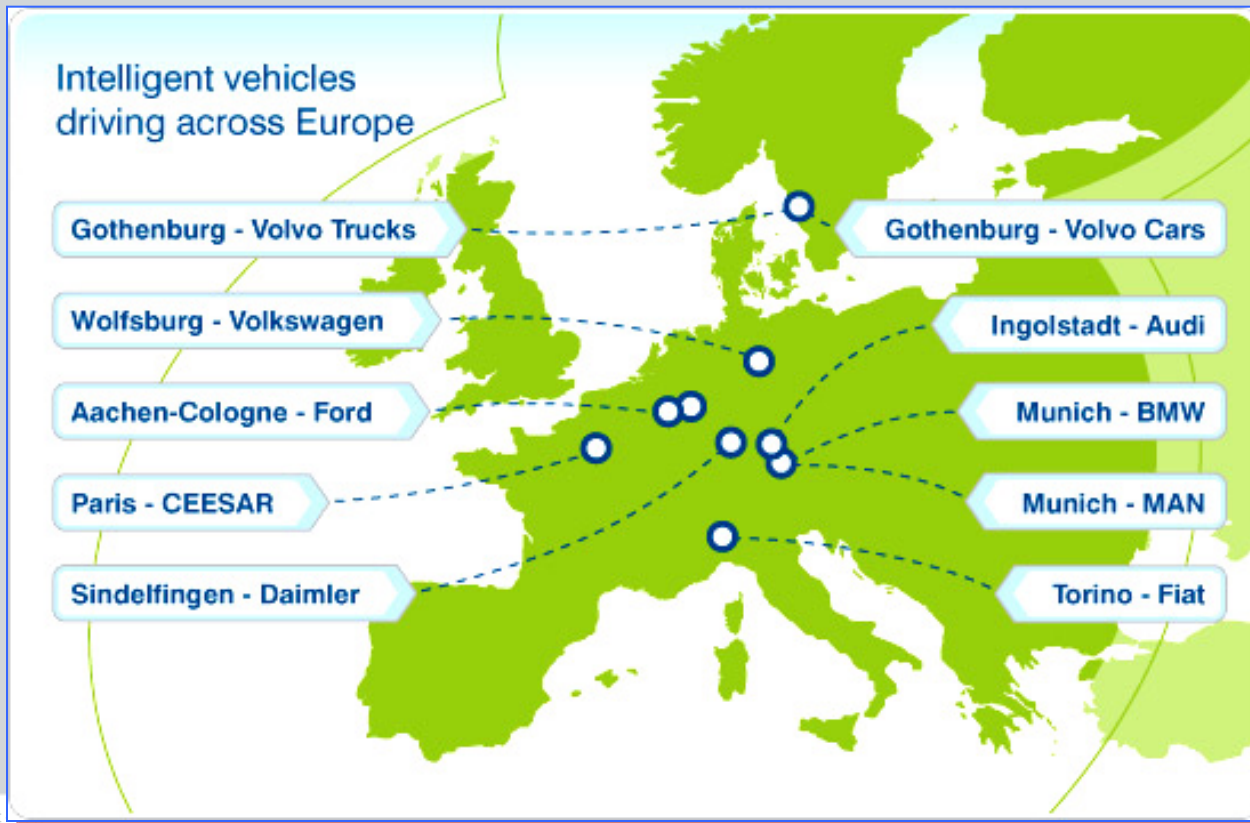 Intelligent vehicles
driving across Europe
Gothenburg - Volvo Trucks
Gothenburg - Volvo Cars
Wolfsburg - Volkswagen
Ingolstadt - Audi
Aachen-Cologne - Ford
Munich - BMW
Paris - CEESAR
Munich - MAN
Sindelfingen - Daimler
Torino - Fiat